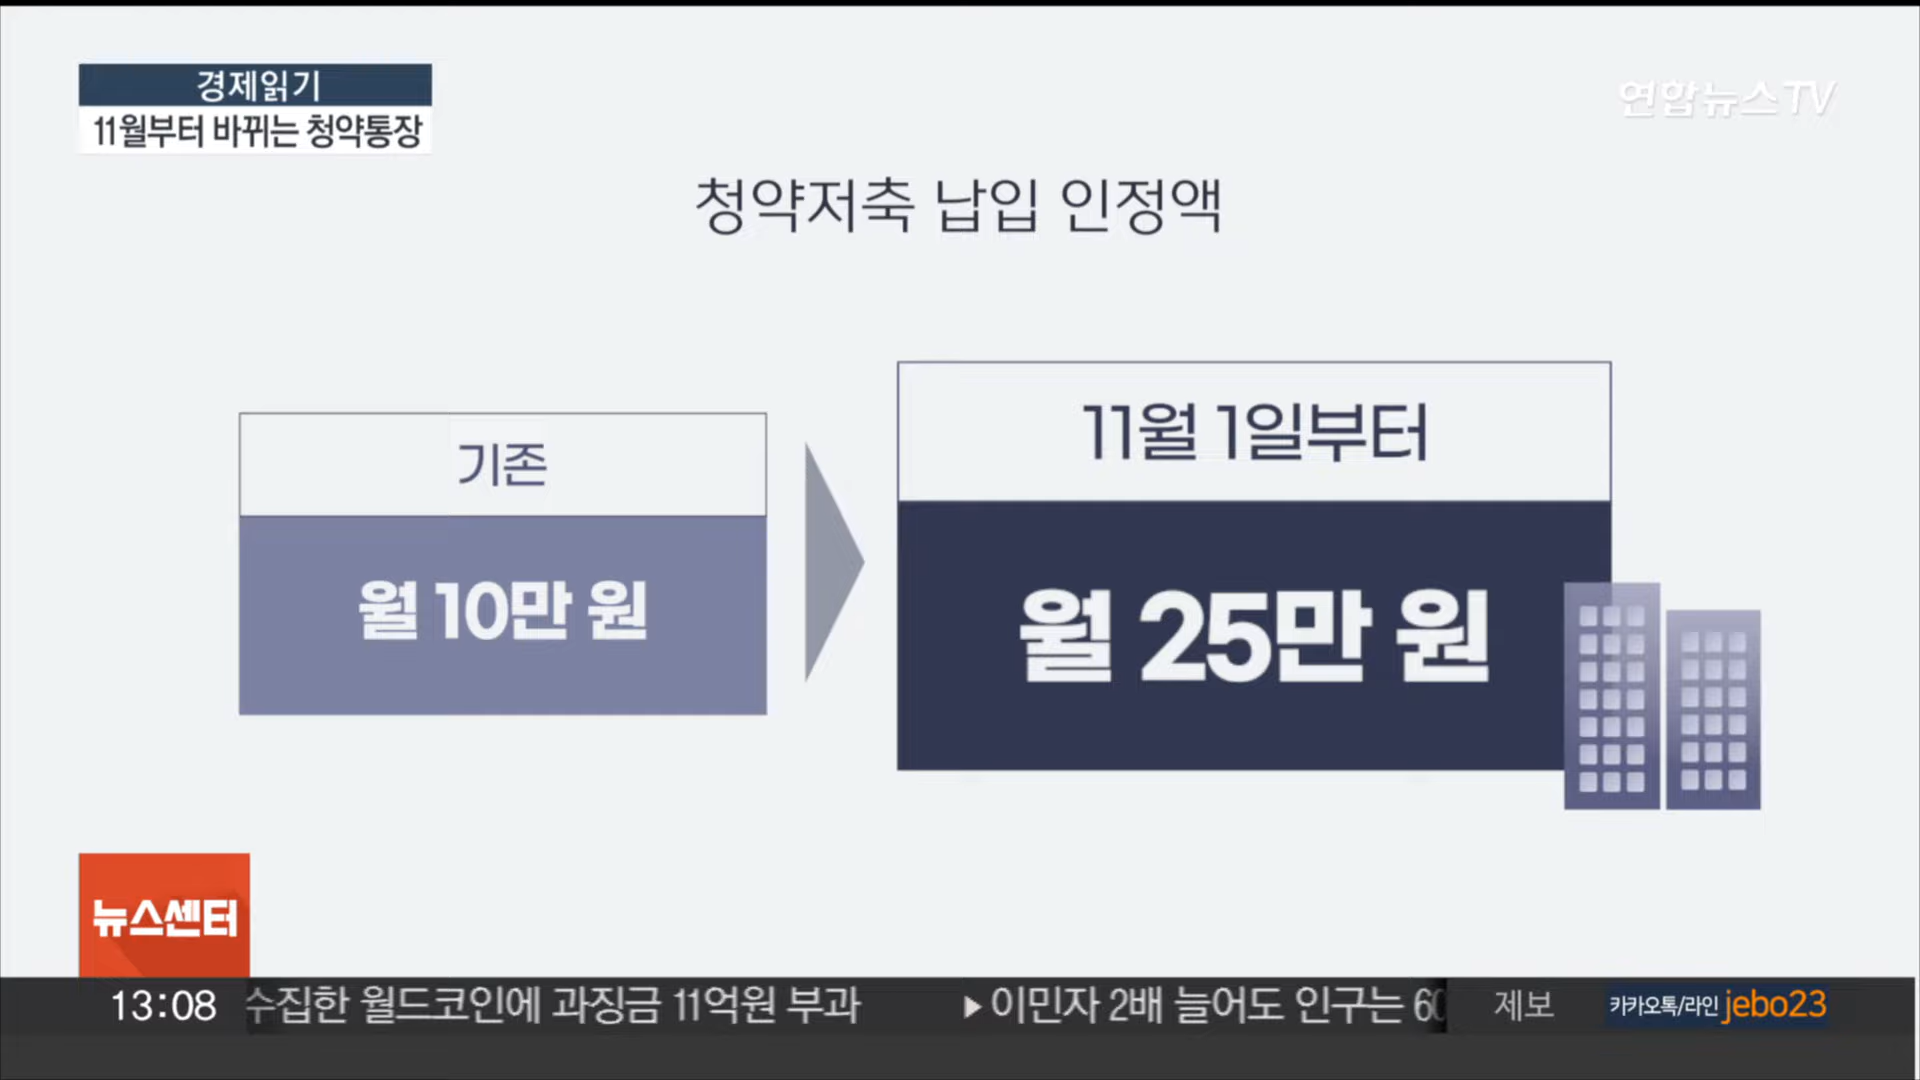 경제읽기
11월부터 바뀌는 청약통장
연합뉴스TV
청약저축 납입 인정액
기존
월 10만 원
11월 1일부터
월 25만 원
뉴스센터
13:08 수집한 월드코인에 과징금 11억원 부과 ▶이민자 2배 늘어도 인구는 60 제보 카카오톡/라인 jebo23